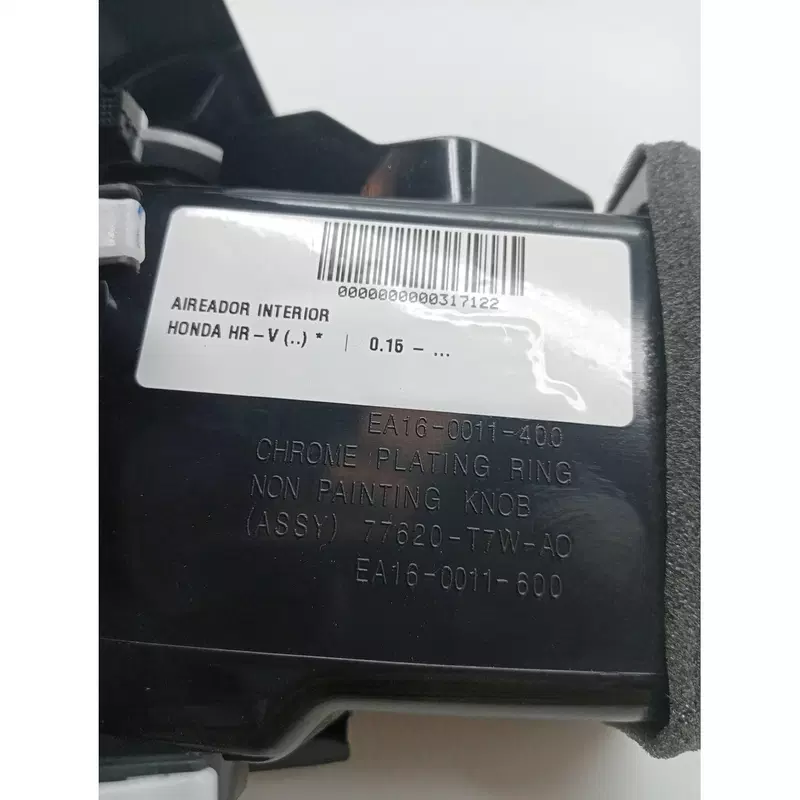 0000000000317122
AIREADOR INTERIOR
HONDA HR-V (..) * | 0.15 - ...
EA16-0011-400
CHROME PLATING RING
NON PAINTING KNOB
(ASSY) 77620-T7W-A0
EA16-0011-600